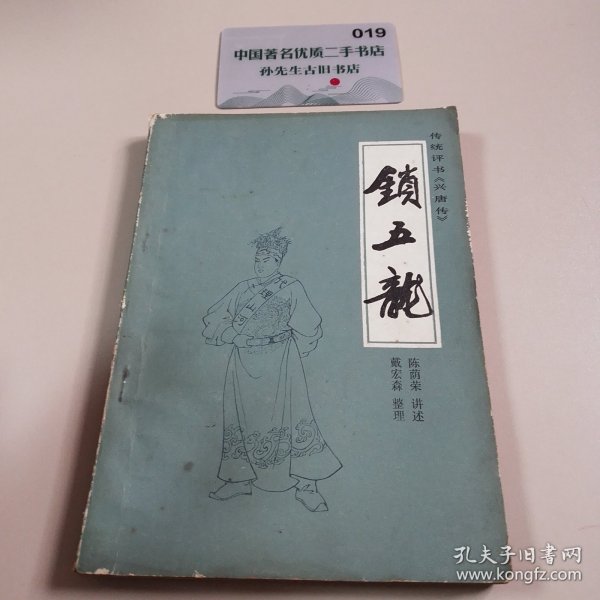 019
中国著名优质二手书店
孙先生古旧书店
传统评书《兴唐传》
鎖五龍
陈荫荣 讲述
戴宏森 整理
孔夫子旧書网
www.kongfz.com